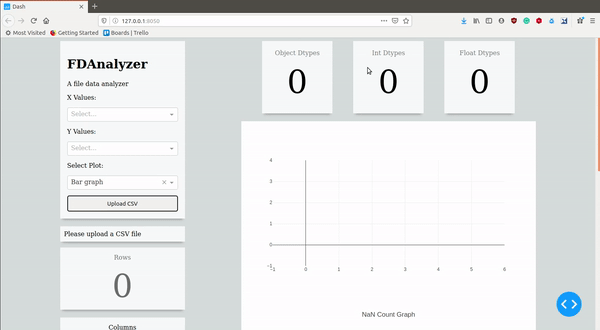 Dash
127.0.0.1:8050
Most Visited
Getting Started
Boards | Trello
FDAnalyzer
A file data analyzer
X Values:
Select...
Y Values:
Select...
Select Plot:
Bar graph
Upload CSV
Please upload a CSV file
Rows
0
Columns
Object Dtypes
0
Int Dtypes
0
Float Dtypes
0
4
3
2
1
0
−1
−1 0 1 2 3 4 5 6
NaN Count Graph